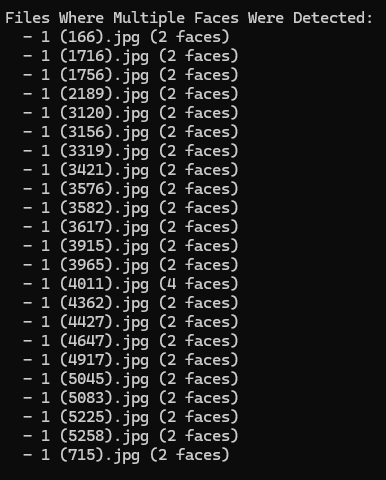 Files Where Multiple Faces Were Detected:
- 1 (166).jpg (2 faces)
- 1 (1716).jpg (2 faces)
- 1 (1756).jpg (2 faces)
- 1 (2189).jpg (2 faces)
- 1 (3120).jpg (2 faces)
- 1 (3156).jpg (2 faces)
- 1 (3319).jpg (2 faces)
- 1 (3421).jpg (2 faces)
- 1 (3576).jpg (2 faces)
- 1 (3582).jpg (2 faces)
- 1 (3617).jpg (2 faces)
- 1 (3915).jpg (2 faces)
- 1 (3965).jpg (2 faces)
- 1 (4011).jpg (4 faces)
- 1 (4362).jpg (2 faces)
- 1 (4427).jpg (2 faces)
- 1 (4647).jpg (2 faces)
- 1 (4917).jpg (2 faces)
- 1 (5045).jpg (2 faces)
- 1 (5083).jpg (2 faces)
- 1 (5225).jpg (2 faces)
- 1 (5258).jpg (2 faces)
- 1 (715).jpg (2 faces)